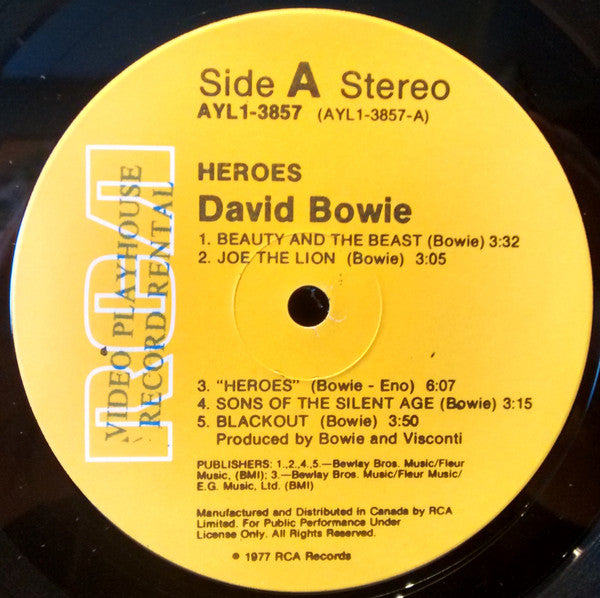 Side A Stereo
AYL1-3857 (AYL1-3857-A)
HEROES
David Bowie
1. BEAUTY AND THE BEAST (Bowie) 3:32
2. JOE THE LION (Bowie) 3:05
3. "HEROES" (Bowie - Eno) 6:07
4. SONS OF THE SILENT AGE (Bowie) 3:15
5. BLACKOUT (Bowie) 3:50
Produced by Bowie and Visconti
PUBLISHERS: 1.,2.,4.,5.—Bewlay Bros. Music/Fleur
Music, (BMI); 3.—Bewlay Bros. Music/Fleur Music/
E.G. Music, Ltd. (BMI)
Manufactured and Distributed in Canada by RCA
Limited. For Public Performance Under
License Only. All Rights Reserved.
℗ 1977 RCA Records
RCA
VIDEO PLAYHOUSE
RECORD RENTAL